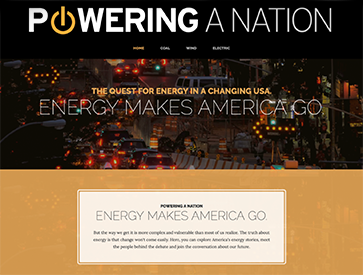 POWERING A NATION
HOME COAL WIND ELECTRIC
THE QUEST FOR ENERGY IN A CHANGING USA.
ENERGY MAKES AMERICA GO
POWERING A NATION
ENERGY MAKES AMERICA GO.
But the way we get it is more complex and vulnerable than most of us realize. The truth about
energy is that change won't come easily. Here, you can explore America's energy stories, meet
the people behind the debate and join the conversation about our future.